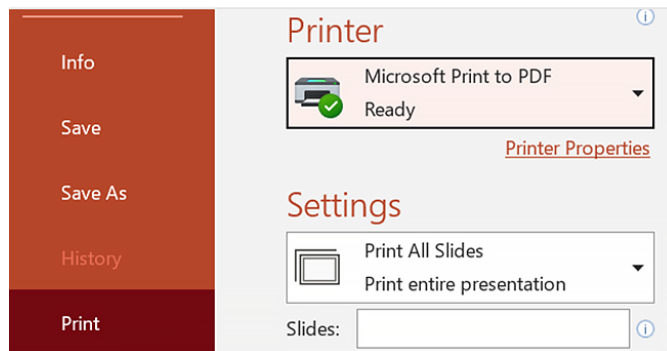 Info
Save
Save As
History
Print
Printer
Microsoft Print to PDF
Ready
Printer Properties
Settings
Print All Slides
Print entire presentation
Slides: